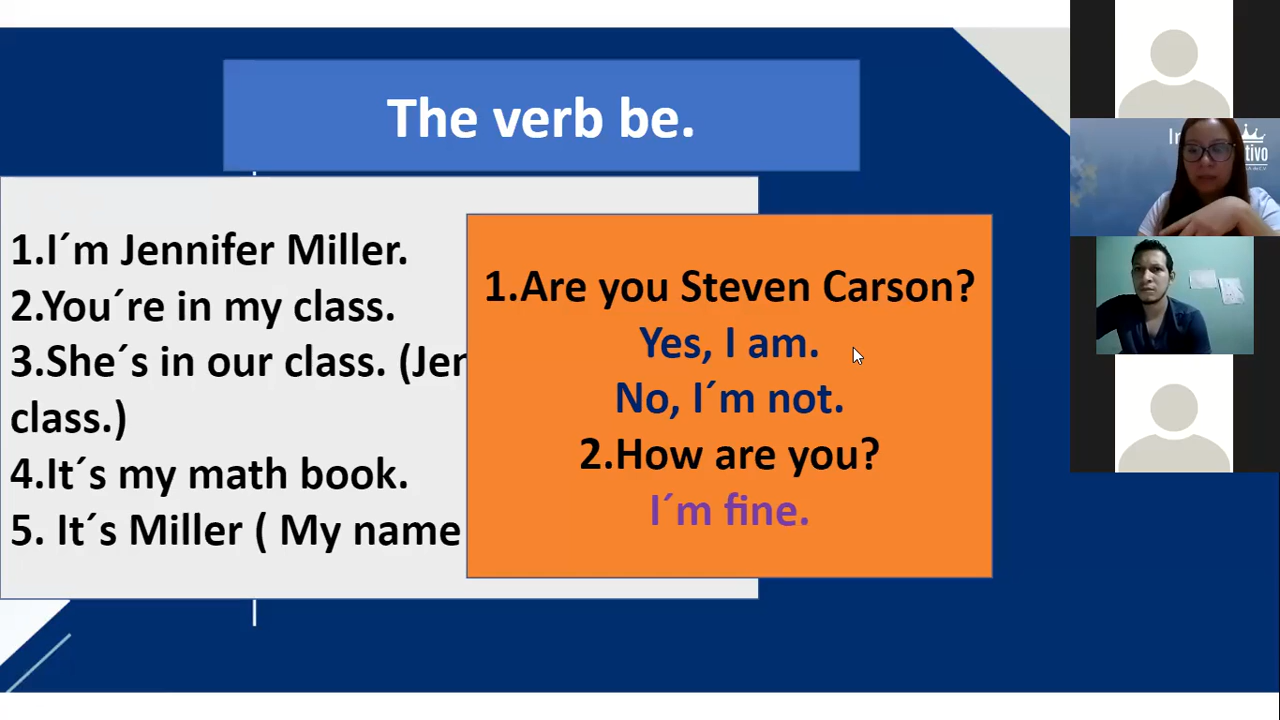 The verb be.
1.I´m Jennifer Miller.
2.You´re in my class.
3.She´s in our class. (Jen
class.)
4.It´s my math book.
5. It´s Miller ( My name
1.Are you Steven Carson?
Yes, I am.
No, I´m not.
2.How are you?
I´m fine.